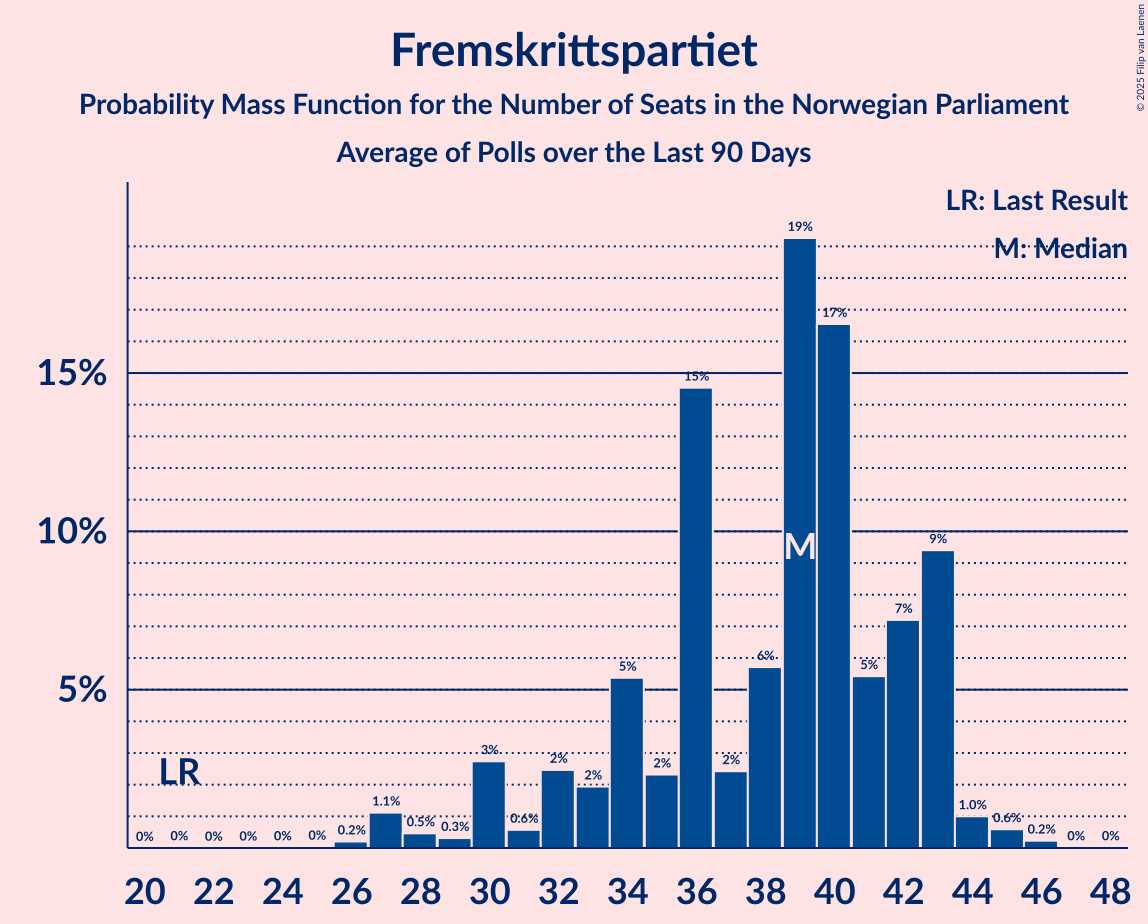 Fremskrittspartiet
Probability Mass Function for the Number of Seats in the Norwegian Parliament
Average of Polls over the Last 90 Days
© 2025 Filip van Laenen
LR: Last Result
M: Median
15%
10%
5%
LR
M
0% 0% 0% 0% 0% 0% 0.2% 1.1% 0.5% 0.3% 3% 0.6% 2% 2% 5% 2% 15% 2% 6% 19% 17% 5% 7% 9% 1.0% 0.6% 0.2% 0% 0%
20 22 24 26 28 30 32 34 36 38 40 42 44 46 48